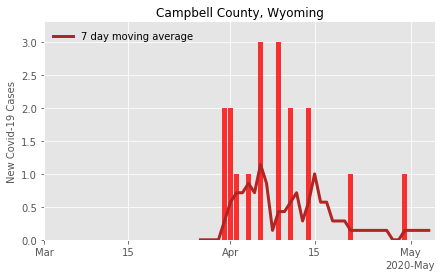 Campbell County, Wyoming
7 day moving average
New Covid-19 Cases
3.0
2.5
2.0
1.5
1.0
0.5
0.0
Mar
15
Apr
15
May
2020-May